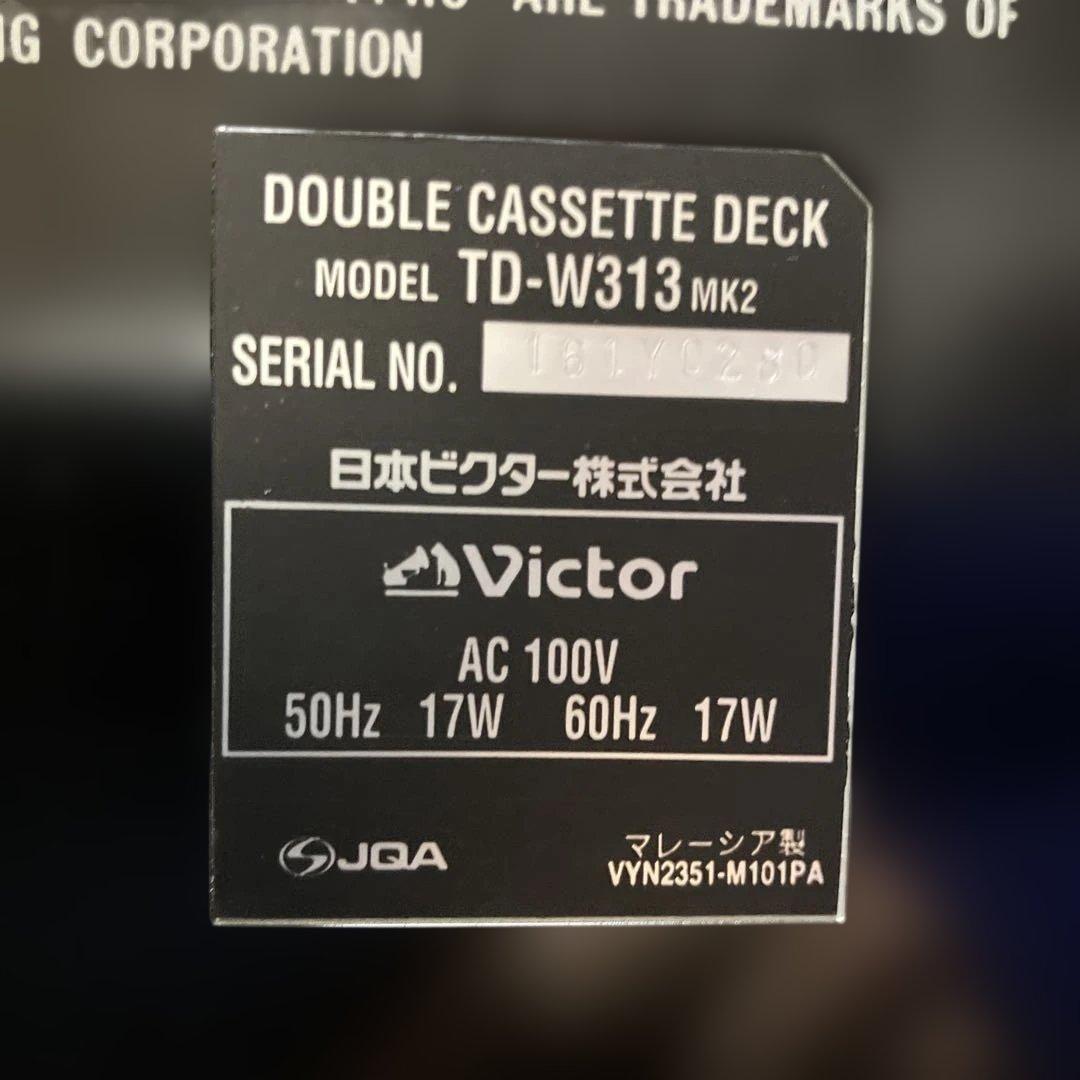 ARE TRADEMARKS OF
CORPORATION
DOUBLE CASSETTE DECK
MODEL TD-W313 MK2
SERIAL NO.
日本ビクター株式会社
Victor
AC 100V
50Hz 17W 60Hz 17W
JQA
マレーシア製
VYN2351-M101PA